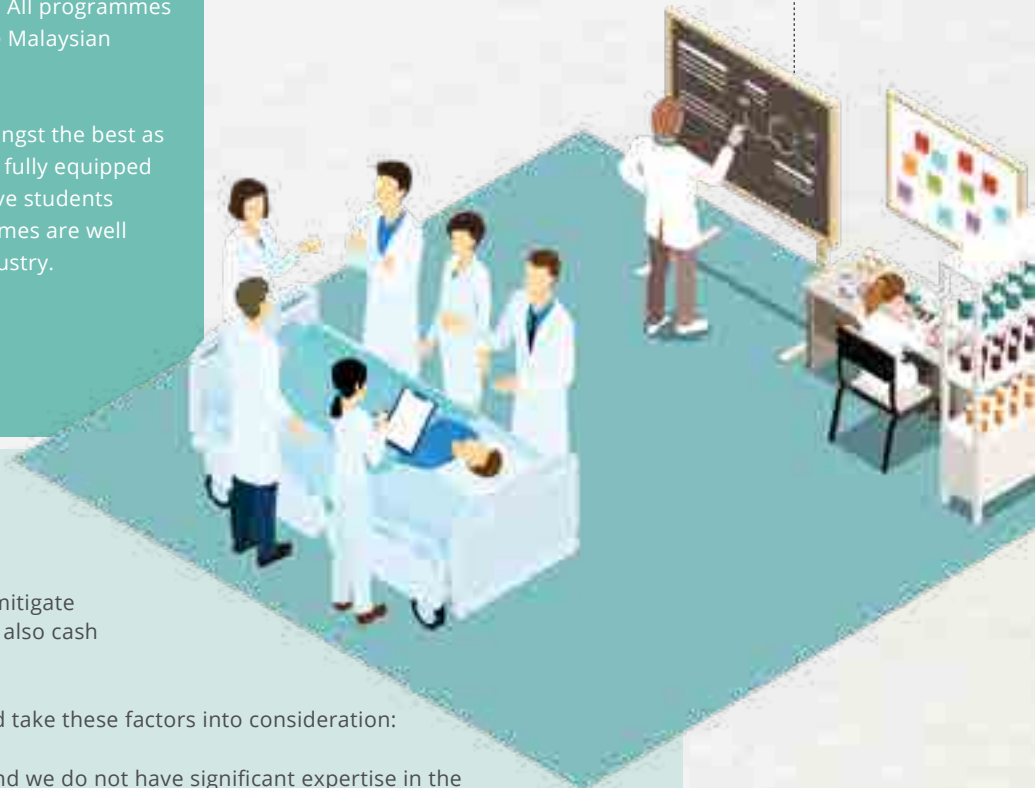 All programmes
Malaysian
ngst the best as
fully equipped
ve students
mes are well
ustry.
mitigate
also cash
d take these factors into consideration:
nd we do not have significant expertise in the